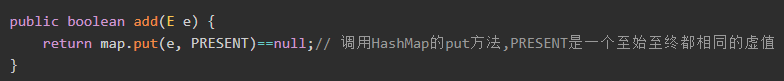 public boolean add(E e) {
    return map.put(e, PRESENT)==null;// 调用HashMap的put方法,PRESENT是一个至始至终都相同的虚值
}